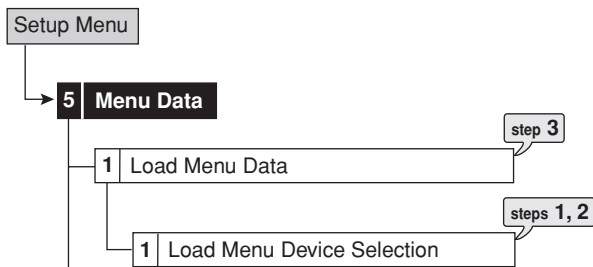 Setup Menu
5 Menu Data
step 3
1 Load Menu Data
steps 1, 2
1 Load Menu Device Selection